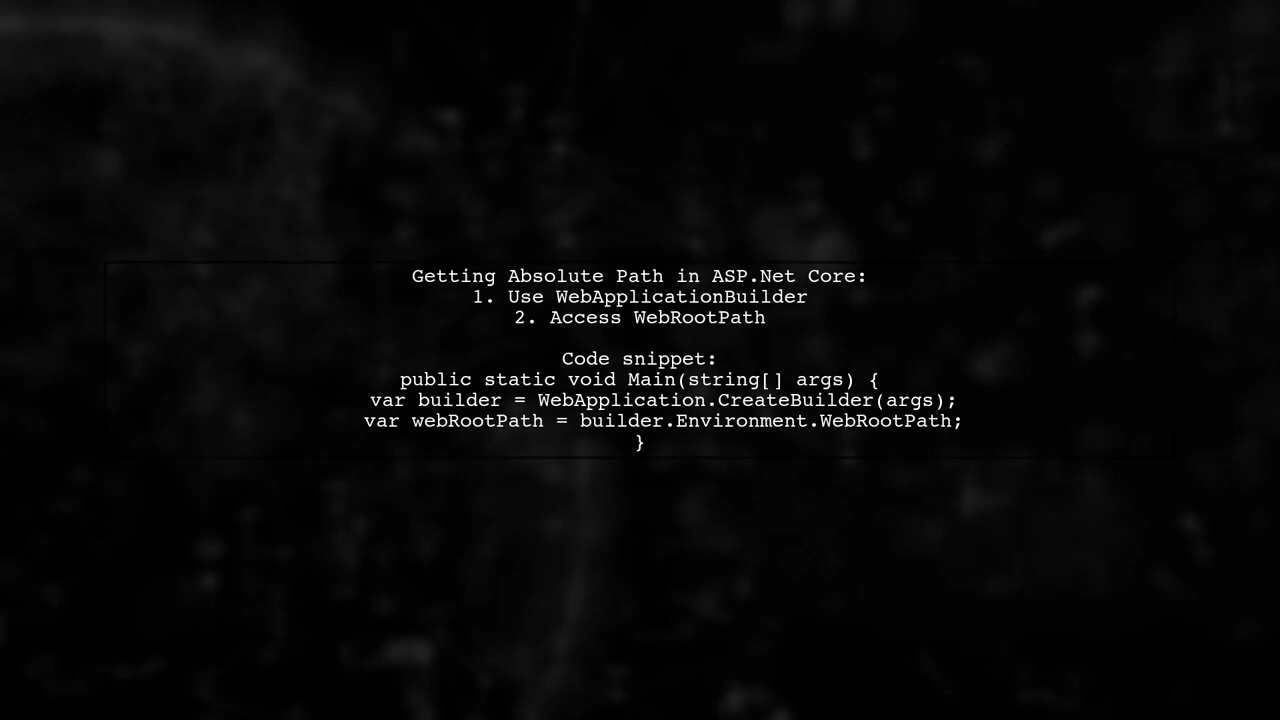 Getting Absolute Path in ASP.Net Core:
1. Use WebApplicationBuilder
2. Access WebRootPath
Code snippet:
public static void Main(string[] args) {
var builder = WebApplication.CreateBuilder(args);
var webRootPath = builder.Environment.WebRootPath;
}